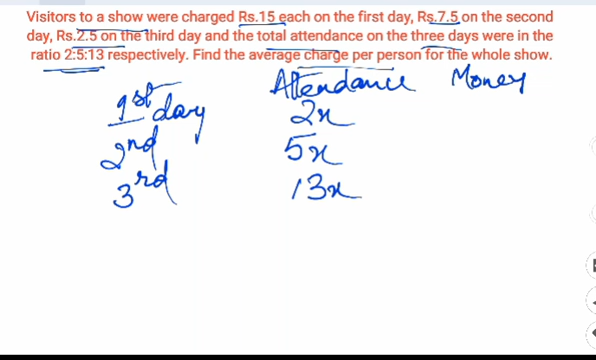 Visitors to a show were charged Rs.15 each on the first day, Rs.7.5 on the second
day, Rs.2.5 on the third day and the total attendance on the three days were in the
ratio 2:5:13 respectively. Find the average charge per person for the whole show.
Attendance Money
1st day 2x
2nd 5x
3rd 13x